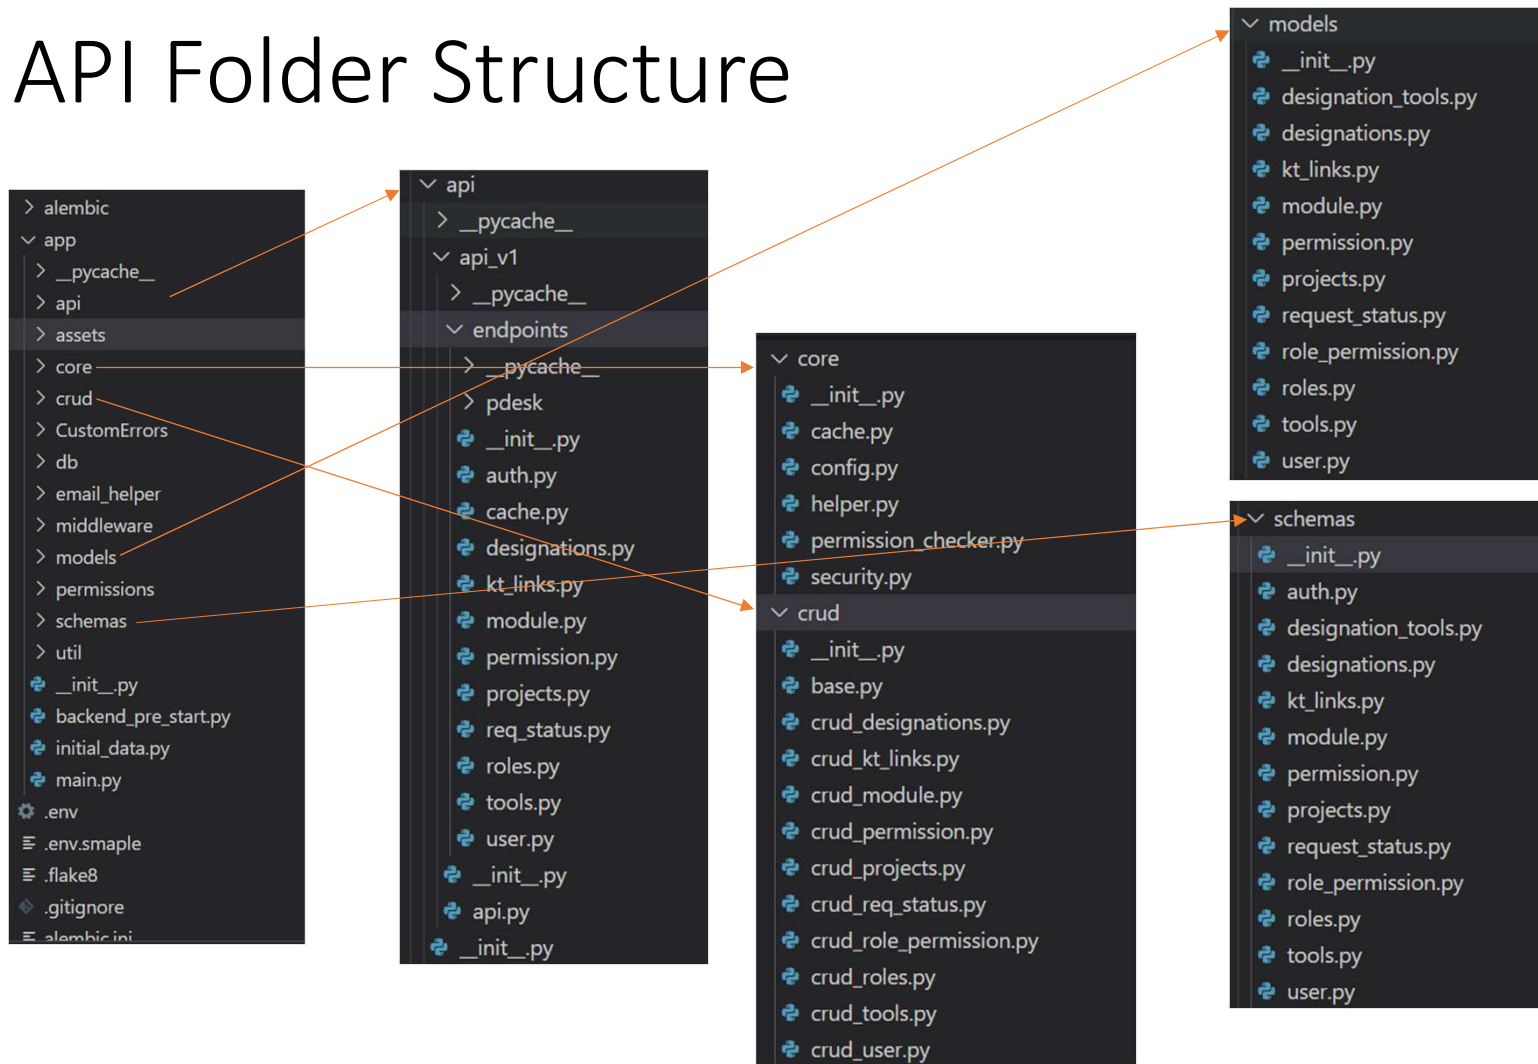 API Folder Structure
alembic
app
__pycache__
api
assets
core
crud
CustomErrors
db
email_helper
middleware
models
permissions
schemas
util
__init__.py
backend_pre_start.py
initial_data.py
main.py
.env
.env.smaple
.flake8
.gitignore
alembic.ini
api
__pycache__
api_v1
__pycache__
endpoints
__pycache__
pdesk
__init__.py
auth.py
cache.py
designations.py
kt_links.py
module.py
permission.py
projects.py
req_status.py
roles.py
tools.py
user.py
__init__.py
api.py
__init__.py
core
__init__.py
cache.py
config.py
helper.py
permission_checker.py
security.py
crud
__init__.py
base.py
crud_designations.py
crud_kt_links.py
crud_module.py
crud_permission.py
crud_projects.py
crud_req_status.py
crud_role_permission.py
crud_roles.py
crud_tools.py
crud_user.py
models
__init__.py
designation_tools.py
designations.py
kt_links.py
module.py
permission.py
projects.py
request_status.py
role_permission.py
roles.py
tools.py
user.py
schemas
__init__.py
auth.py
designation_tools.py
designations.py
kt_links.py
module.py
permission.py
projects.py
request_status.py
role_permission.py
roles.py
tools.py
user.py